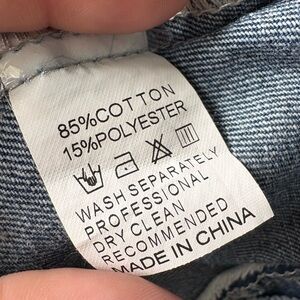 85%COTTON
15%POLYESTER
WASH SEPARATELY
PROFESSIONAL
DRY CLEAN
RECOMMENDED
MADE IN CHINA